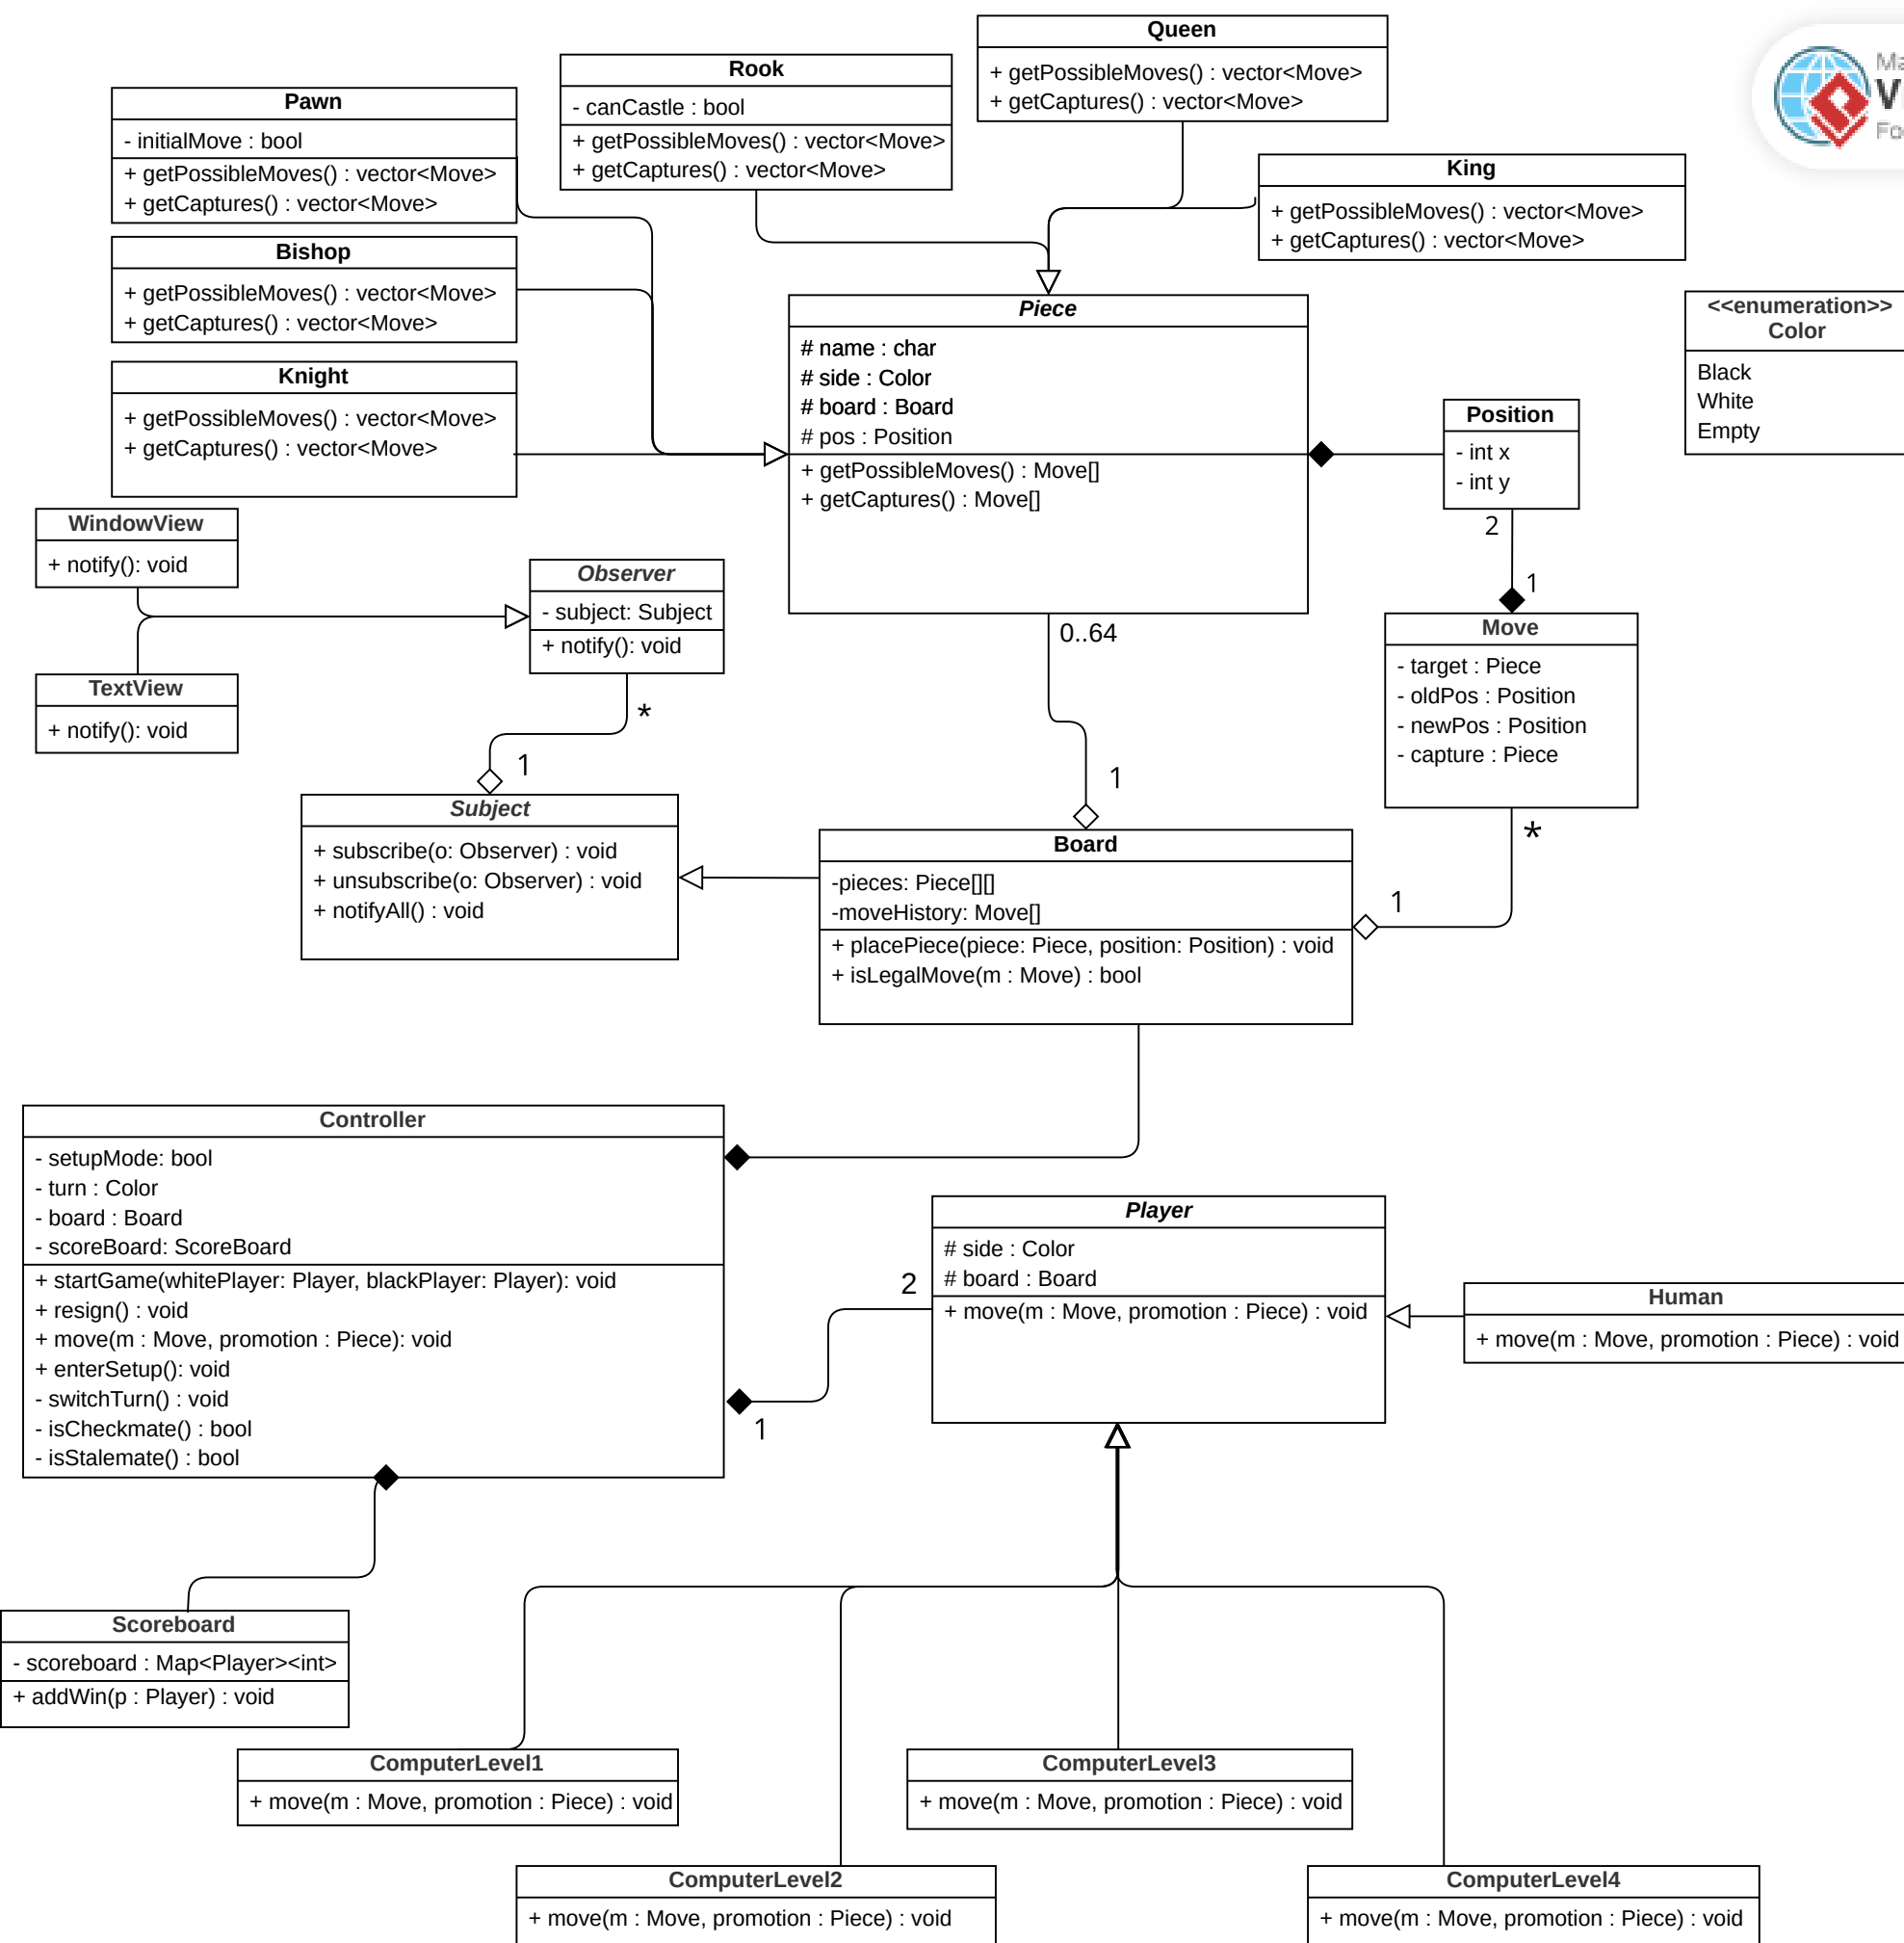 Queen
+ getPossibleMoves() : vector<Move>
+ getCaptures() : vector<Move>
Rook
- canCastle : bool
+ getPossibleMoves() : vector<Move>
+ getCaptures() : vector<Move>
Pawn
- initialMove : bool
+ getPossibleMoves() : vector<Move>
+ getCaptures() : vector<Move>
King
+ getPossibleMoves() : vector<Move>
+ getCaptures() : vector<Move>
Bishop
+ getPossibleMoves() : vector<Move>
+ getCaptures() : vector<Move>
Knight
+ getPossibleMoves() : vector<Move>
+ getCaptures() : vector<Move>
Piece
# name : char
# side : Color
# board : Board
# pos : Position
+ getPossibleMoves() : Move[]
+ getCaptures() : Move[]
<<enumeration>>
Color
Black
White
Empty
Position
- int x
- int y
2
1
WindowView
+ notify(): void
Observer
- subject: Subject
+ notify(): void
TextView
+ notify(): void
*
1
0..64
1
Move
- target : Piece
- oldPos : Position
- newPos : Position
- capture : Piece
*
1
Subject
+ subscribe(o: Observer) : void
+ unsubscribe(o: Observer) : void
+ notifyAll() : void
Board
-pieces: Piece[][]
-moveHistory: Move[]
+ placePiece(piece: Piece, position: Position) : void
+ isLegalMove(m : Move) : bool
Controller
- setupMode: bool
- turn : Color
- board : Board
- scoreBoard: ScoreBoard
+ startGame(whitePlayer: Player, blackPlayer: Player): void
+ resign() : void
+ move(m : Move, promotion : Piece): void
+ enterSetup(): void
- switchTurn() : void
- isCheckmate() : bool
- isStalemate() : bool
2
1
Player
# side : Color
# board : Board
+ move(m : Move, promotion : Piece) : void
Human
+ move(m : Move, promotion : Piece) : void
Scoreboard
- scoreboard : Map<Player><int>
+ addWin(p : Player) : void
ComputerLevel1
+ move(m : Move, promotion : Piece) : void
ComputerLevel3
+ move(m : Move, promotion : Piece) : void
ComputerLevel2
+ move(m : Move, promotion : Piece) : void
ComputerLevel4
+ move(m : Move, promotion : Piece) : void